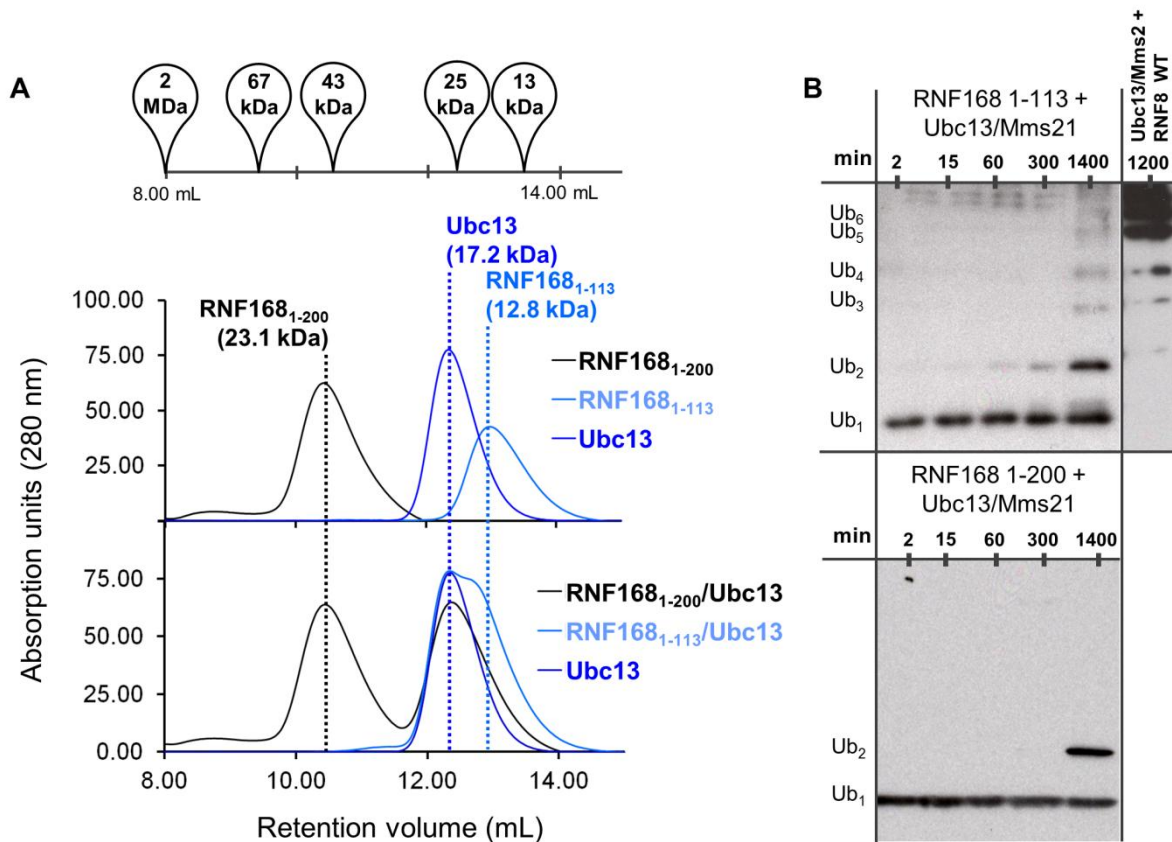 A
2
MDa
67
kDa
43
kDa
25
kDa
13
kDa
8.00 mL
14.00 mL
Ubc13
(17.2 kDa)
RNF168₁₋₁₁₃
(12.8 kDa)
RNF168₁₋₂₀₀
(23.1 kDa)
100.00
75.00
50.00
25.00
RNF168₁₋₂₀₀
RNF168₁₋₁₁₃
Ubc13
75.00
50.00
25.00
0.00
RNF168₁₋₂₀₀/Ubc13
RNF168₁₋₁₁₃/Ubc13
Ubc13
8.00 10.00 12.00 14.00
Retention volume (mL)
Absorption units (280 nm)
B
RNF168 1-113 +
Ubc13/Mms21
Ubc13/Mms2 +
RNF8 WT
min 2 15 60 300 1400 1200
Ub₆
Ub₅
Ub₄
Ub₃
Ub₂
Ub₁
RNF168 1-200 +
Ubc13/Mms21
min 2 15 60 300 1400
Ub₂
Ub₁